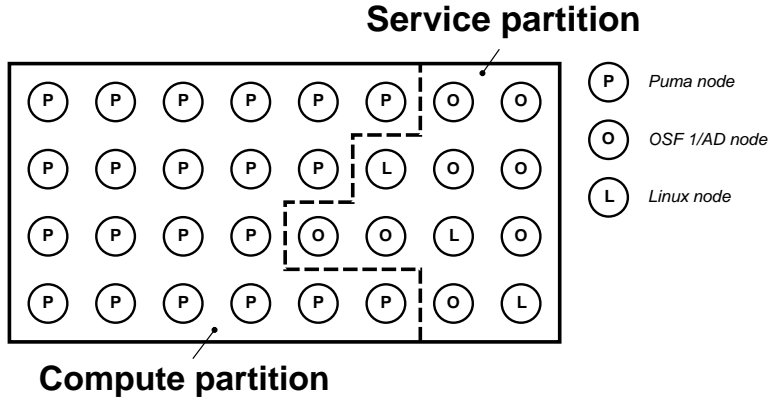 Service partition
P P P P P P O O
P P P P P L O O
P P P P O O L O
P P P P P P O L
P Puma node
O OSF 1/AD node
L Linux node
Compute partition